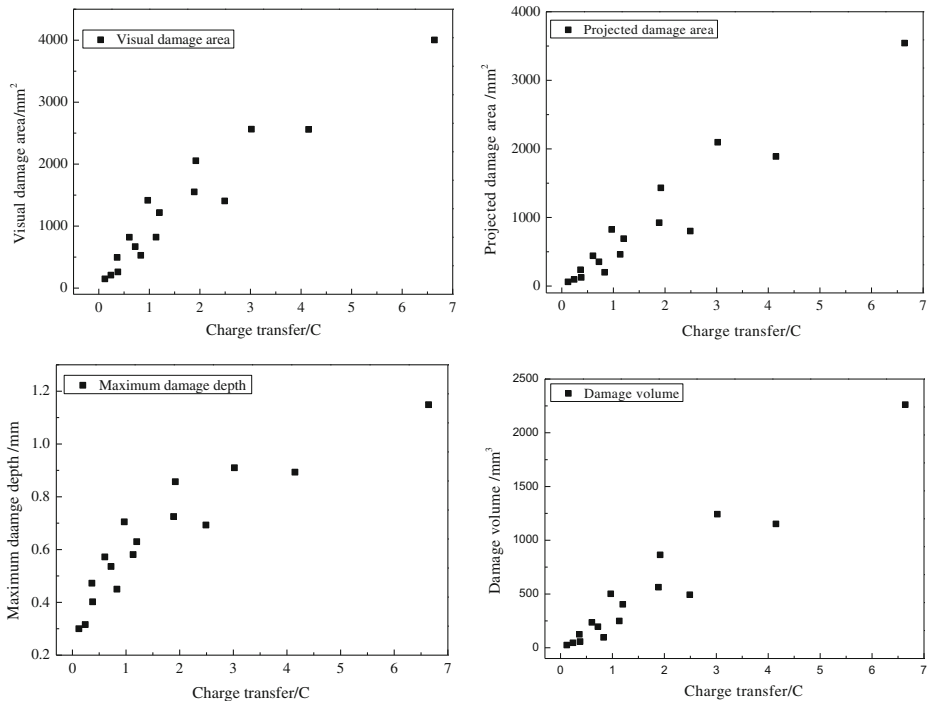 Visual damage area
Visual damage area/mm²
4000
3000
2000
1000
0
0 1 2 3 4 5 6 7
Charge transfer/C
Projected damage area
Projected damage area /mm²
4000
3000
2000
1000
0
0 1 2 3 4 5 6 7
Charge transfer/C
Maximum damage depth
Maximum daamge depth /mm
1.2
1.0
0.8
0.6
0.4
0.2
0 1 2 3 4 5 6 7
Charge transfer/C
Damage volume
Damage volume /mm³
2500
2000
1500
1000
500
0
0 1 2 3 4 5 6 7
Charge transfer/C